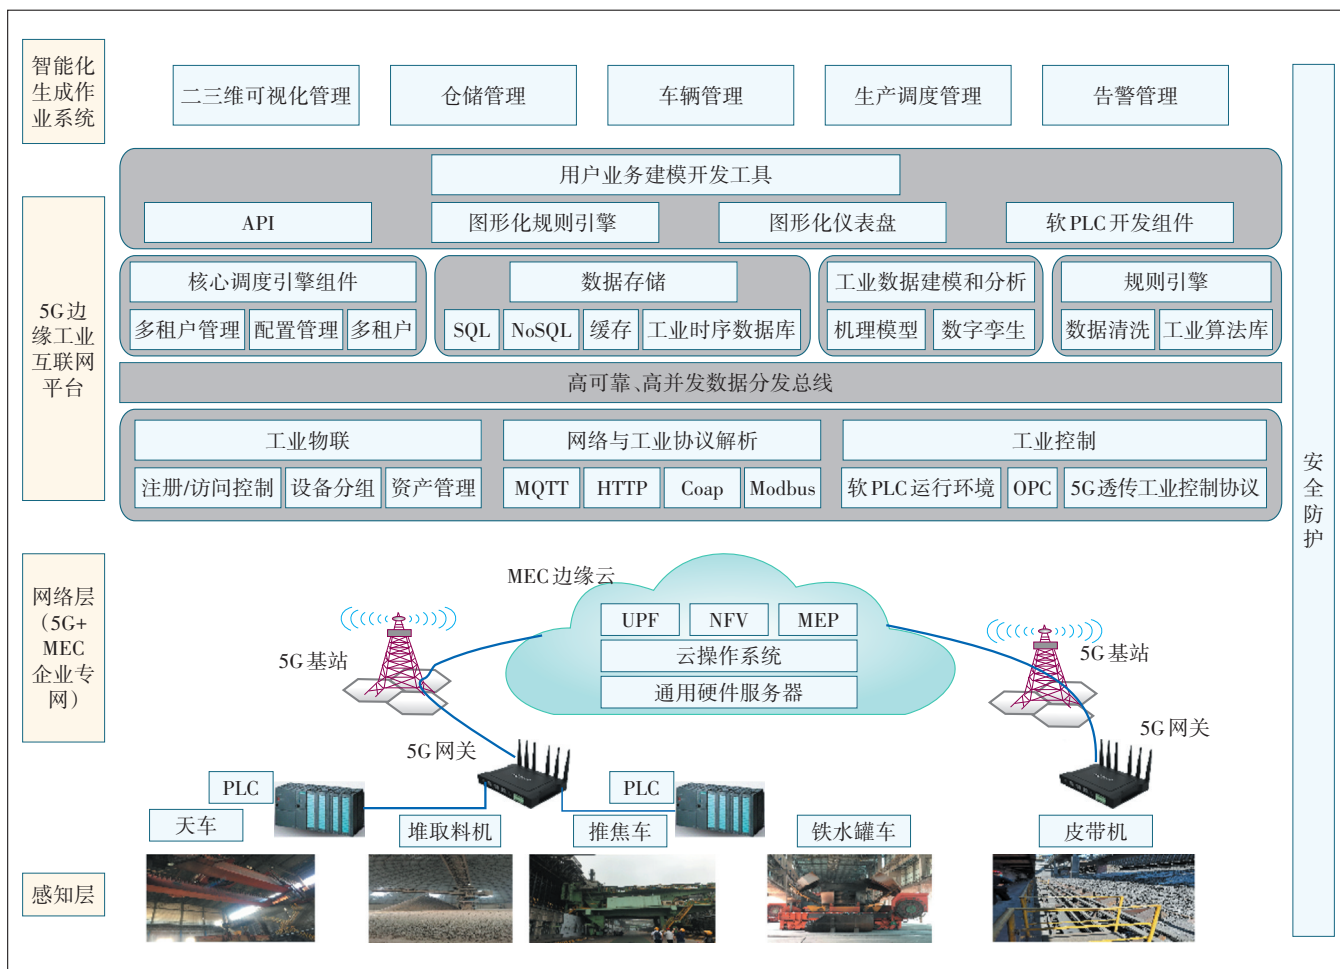 智能化
生成作
业系统
二三维可视化管理
仓储管理
车辆管理
生产调度管理
告警管理
用户业务建模开发工具
API
图形化规则引擎
图形化仪表盘
软PLC开发组件
5G边
缘工业
互联网
平台
核心调度引擎组件
多租户管理
配置管理
多租户
数据存储
SQL
NoSQL
缓存
工业时序数据库
工业数据建模和分析
机理模型
数字孪生
规则引擎
数据清洗
工业算法库
高可靠、高并发数据分发总线
工业物联
注册/访问控制
设备分组
资产管理
网络与工业协议解析
MQTT
HTTP
Coap
Modbus
工业控制
软PLC运行环境
OPC
5G透传工业控制协议
安全防护
网络层
（5G+
MEC
企业专
网）
MEC边缘云
UPF
NFV
MEP
云操作系统
通用硬件服务器
5G基站
5G基站
5G网关
5G网关
PLC
PLC
天车
堆取料机
推焦车
铁水罐车
皮带机
感知层